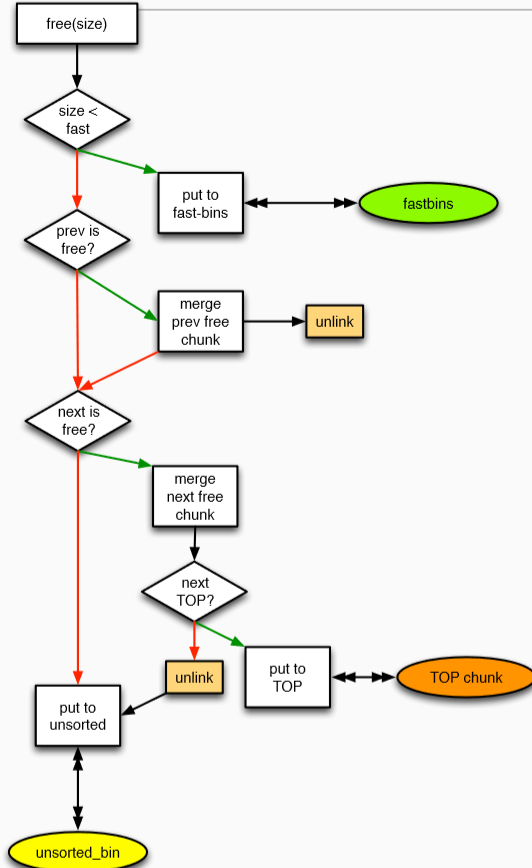 free(size)
size <
fast
put to
fast-bins
fastbins
prev is
free?
merge
prev free
chunk
unlink
next is
free?
merge
next free
chunk
next
TOP?
unlink
put to
TOP
TOP chunk
put to
unsorted
unsorted_bin